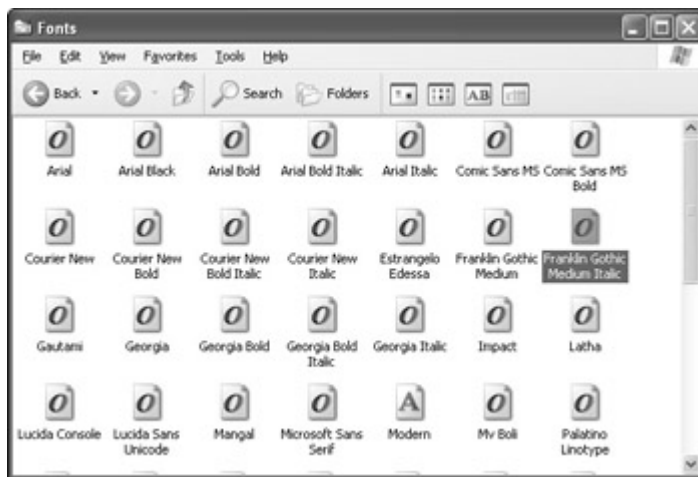 Fonts
File Edit View Favorites Tools Help
Back Search Folders AB
Arial Arial Black Arial Bold Arial Bold Italic Arial Italic Comic Sans MS Comic Sans MS Bold
Courier New Courier New Bold Courier New Bold Italic Courier New Italic Estrangelo Edessa Franklin Gothic Medium Franklin Gothic Medium Italic
Gautami Georgia Georgia Bold Georgia Bold Italic Georgia Italic Impact Latha
Lucida Console Lucida Sans Unicode Mangal Microsoft Sans Serif Modern Mv Boli Palatino Linotype